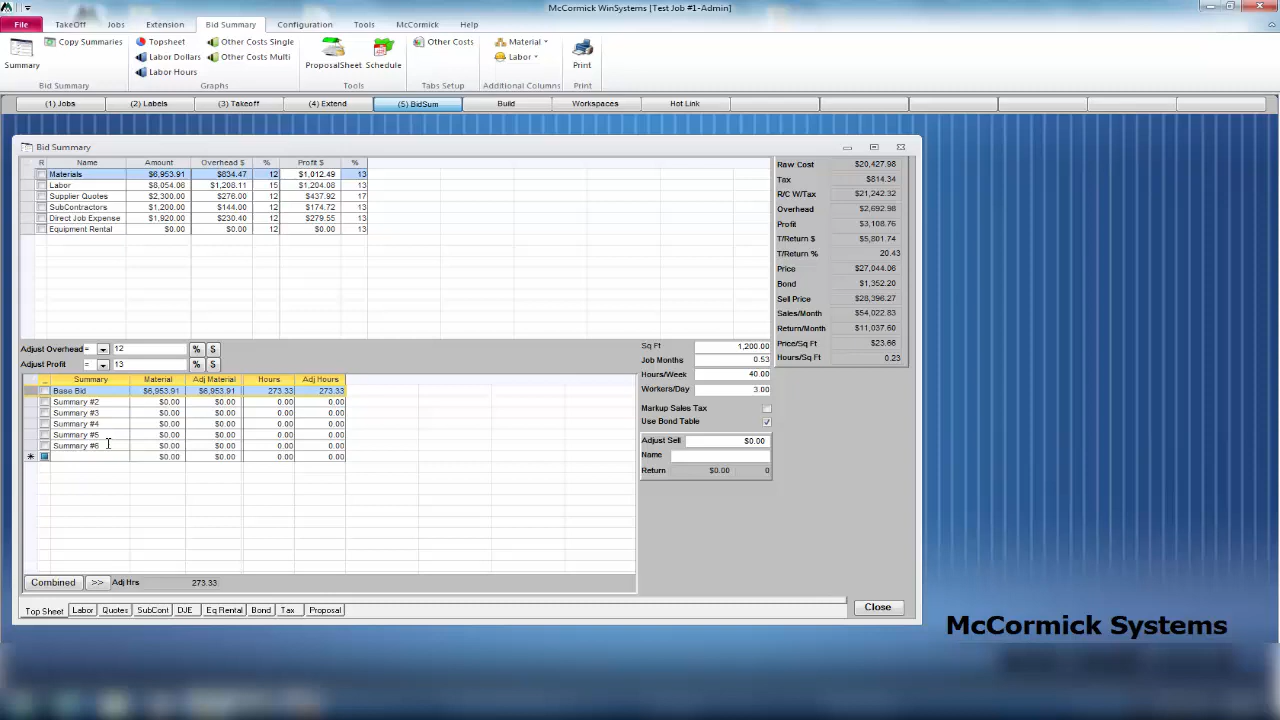 McCormick WinSystems [Test Job #1-Admin]
File TakeOff Jobs Extension Bid Summary Configuration Tools McCormick Help
Summary
Copy Summaries
Bid Summary
Topsheet
Labor Dollars
Labor Hours
Other Costs Single
Other Costs Multi
Graphs
ProposalSheet Schedule
Tools
Other Costs
Tabs Setup
Material
Labor
Additional Columns
Print
Print
(1) Jobs (2) Labels (3) Takeoff (4) Extend (5) BidSum Build Workspaces Hot Link
Bid Summary
R Name Amount Overhead $ % Profit $ %
Materials $6,953.91 $834.47 12 $1,012.49 13
Labor $8,054.06 $1,208.11 15 $1,204.08 13
Supplier Quotes $2,300.00 $276.00 12 $437.92 17
SubContractors $1,200.00 $144.00 12 $174.72 13
Direct Job Expense $1,920.00 $230.40 12 $279.55 13
Equipment Rental $0.00 $0.00 12 $0.00 13
Raw Cost $20,427.98
Tax $814.34
R/C W/Tax $21,242.32
Overhead $2,692.98
Profit $3,108.76
T/Return $ $5,801.74
T/Return % 20.43
Price $27,044.06
Bond $1,352.20
Sell Price $28,396.27
Sales/Month $54,022.83
Return/Month $11,037.60
Price/Sq Ft $23.66
Hours/Sq Ft 0.23
Adjust Overhead = 12 % $
Adjust Profit = 13 % $
Summary Material Adj Material Hours Adj Hours
Base Bid $6,953.91 $6,953.91 273.33 273.33
Summary #2 $0.00 $0.00 0.00 0.00
Summary #3 $0.00 $0.00 0.00 0.00
Summary #4 $0.00 $0.00 0.00 0.00
Summary #5 $0.00 $0.00 0.00 0.00
Summary #6 $0.00 $0.00 0.00 0.00
* $0.00 $0.00 0.00 0.00
Sq Ft 1,200.00
Job Months 0.53
Hours/Week 40.00
Workers/Day 3.00
Markup Sales Tax
Use Bond Table
Adjust Sell $0.00
Name
Return $0.00 0
Combined >> Adj Hrs 273.33
Top Sheet Labor Quotes SubCont DJE Eq Rental Bond Tax Proposal
Close
McCormick Systems